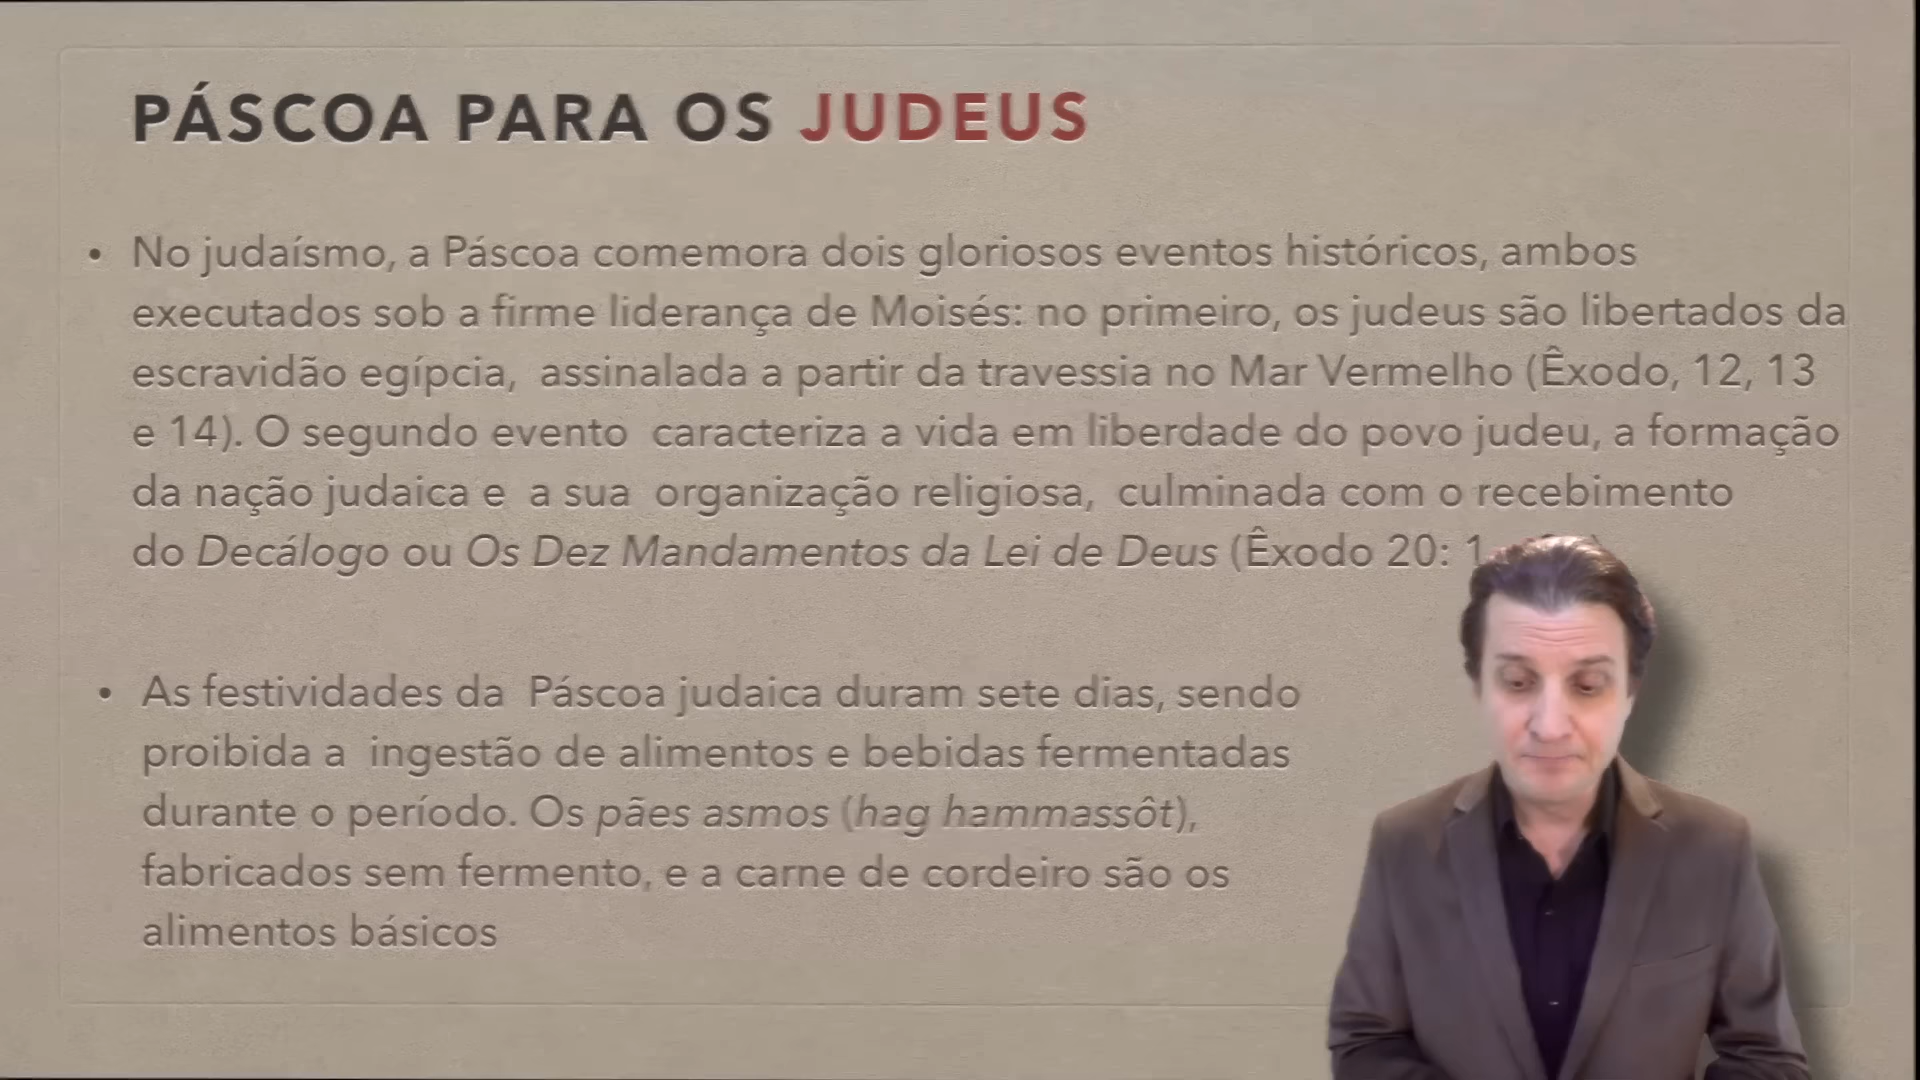 PÁSCOA PARA OS JUDEUS
• No judaísmo, a Páscoa comemora dois gloriosos eventos históricos, ambos
executados sob a firme liderança de Moisés: no primeiro, os judeus são libertados da
escravidão egípcia, assinalada a partir da travessia no Mar Vermelho (Êxodo, 12, 13
e 14). O segundo evento caracteriza a vida em liberdade do povo judeu, a formação
da nação judaica e a sua organização religiosa, culminada com o recebimento
do Decálogo ou Os Dez Mandamentos da Lei de Deus (Êxodo 20: 1
• As festividades da Páscoa judaica duram sete dias, sendo
proibida a ingestão de alimentos e bebidas fermentadas
durante o período. Os pães asmos (hag hammassôt),
fabricados sem fermento, e a carne de cordeiro são os
alimentos básicos